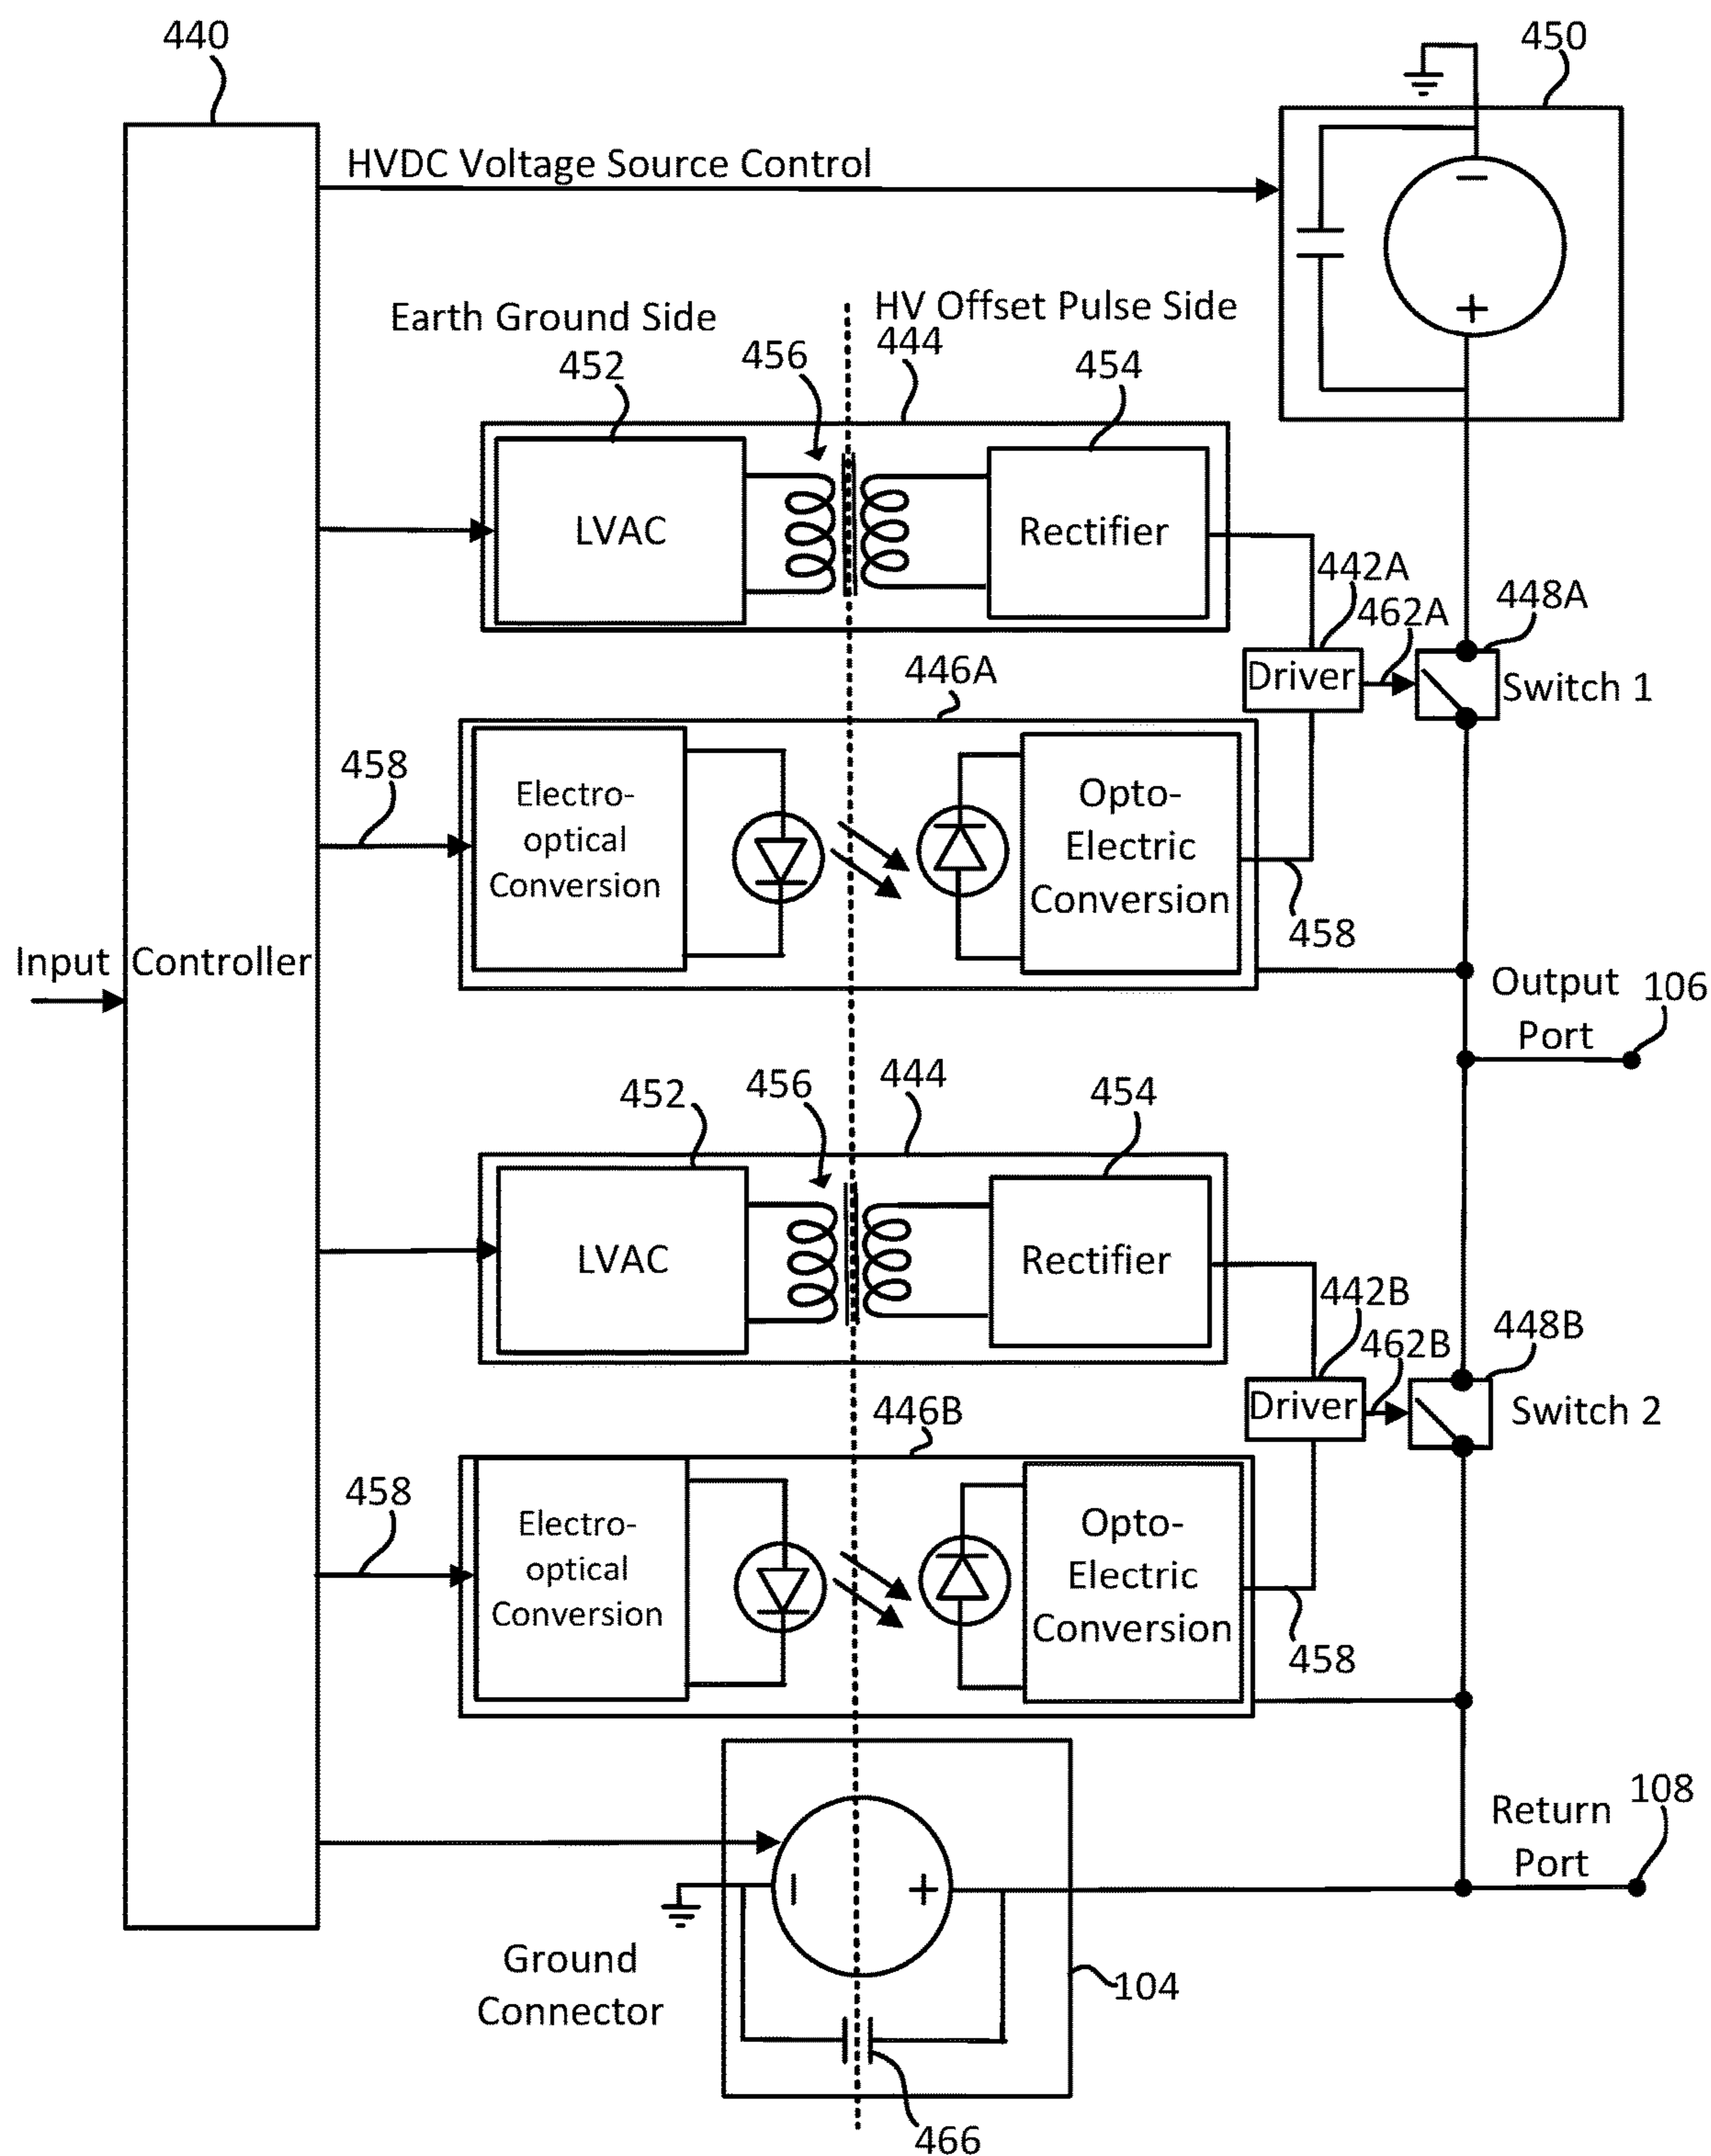 440
450
HVDC Voltage Source Control
−
+
Earth Ground Side
HV Offset Pulse Side
452
456
444
454
LVAC
Rectifier
442A
462A
448A
Driver
Switch 1
446A
458
Electro-
optical
Conversion
Opto-
Electric
Conversion
458
Input
Controller
Output
Port
106
452
456
444
454
LVAC
Rectifier
442B
462B
448B
Driver
Switch 2
446B
458
Electro-
optical
Conversion
Opto-
Electric
Conversion
458
Return
Port
108
−
+
Ground
Connector
104
466